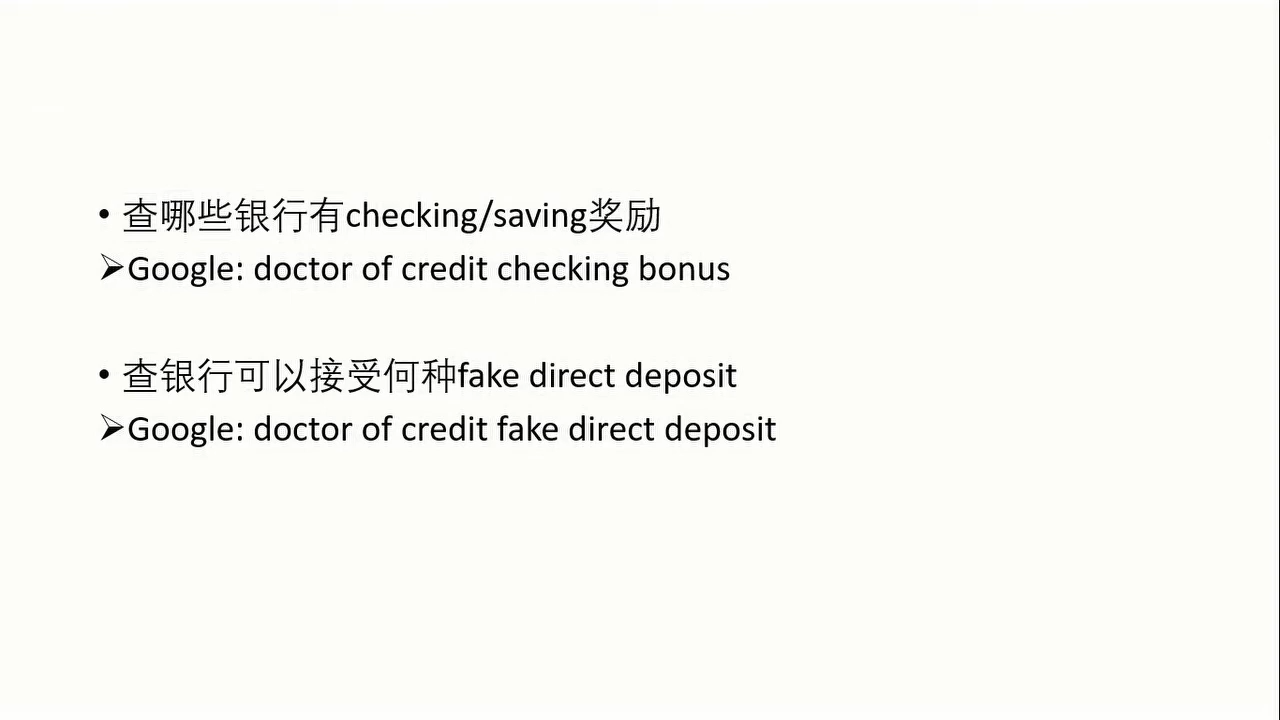 • 查哪些银行有checking/saving奖励
➢Google: doctor of credit checking bonus
• 查银行可以接受何种fake direct deposit
➢Google: doctor of credit fake direct deposit